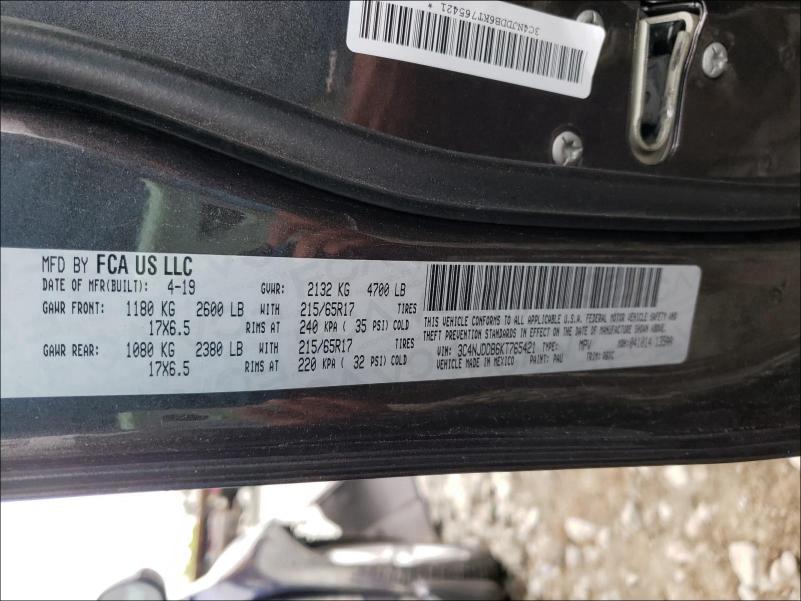 3C4NJDDB6KT765421 *
MFD BY FCA US LLC
DATE OF MFR(BUILT): 4-19 GVWR: 2132 KG 4700 LB
GAWR FRONT: 1180 KG 2600 LB WITH 215/65R17 TIRES
17X6.5 RIMS AT 240 KPA ( 35 PSI) COLD
GAWR REAR: 1080 KG 2380 LB WITH 215/65R17 TIRES
17X6.5 RIMS AT 220 KPA ( 32 PSI) COLD
THIS VEHICLE CONFORMS TO ALL APPLICABLE U.S.A. FEDERAL MOTOR VEHICLE SAFETY AND
THEFT PREVENTION STANDARDS IN EFFECT ON THE DATE OF MANUFACTURE SHOWN ABOVE.
VIN: 3C4NJDDB6KT765421 TYPE: MPV MDH: 041014 135AA
VEHICLE MADE IN MEXICO PAINT: PAU TRIM: